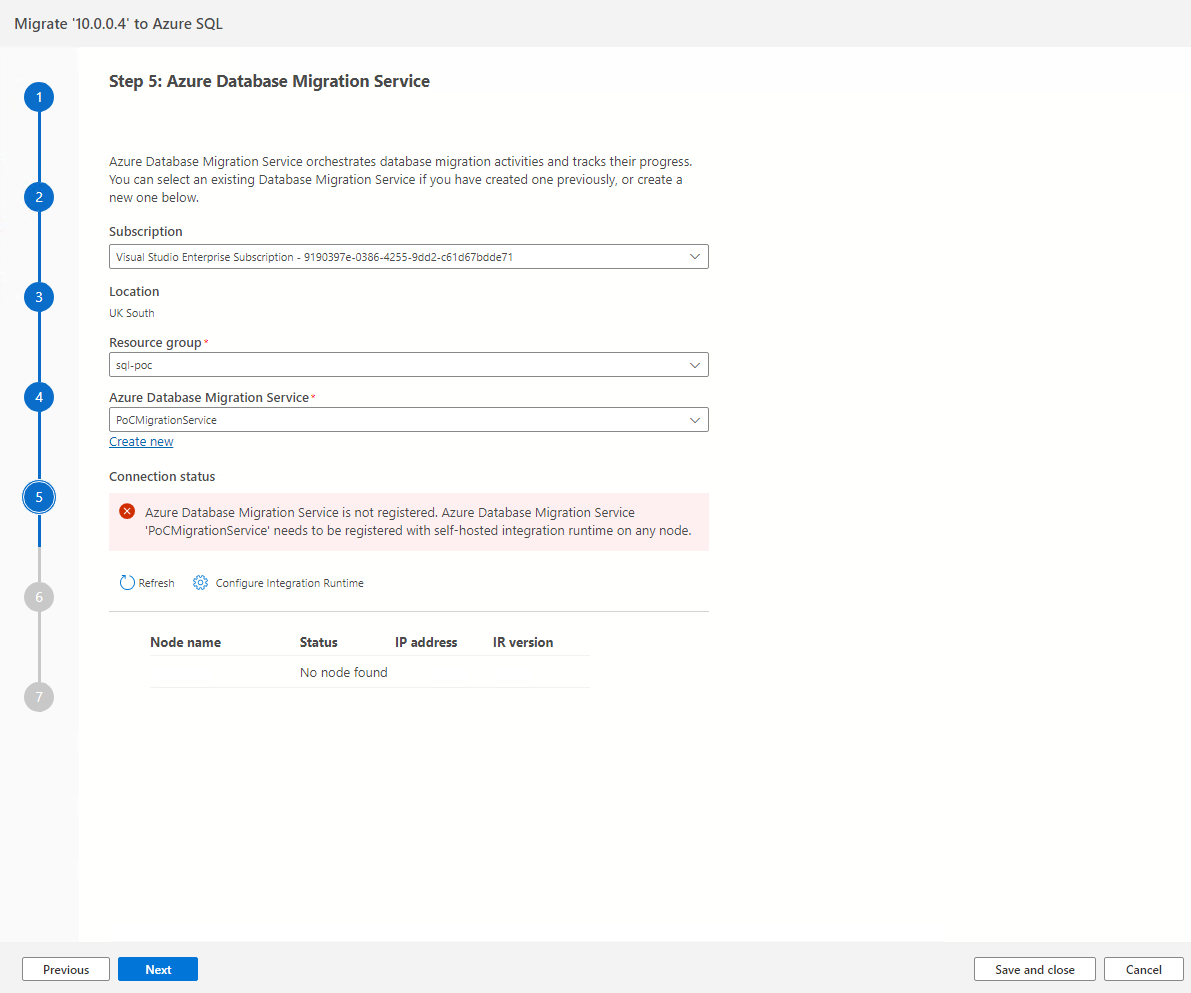 Migrate '10.0.0.4' to Azure SQL
1
2
3
4
5
6
7
Step 5: Azure Database Migration Service
Azure Database Migration Service orchestrates database migration activities and tracks their progress.
You can select an existing Database Migration Service if you have created one previously, or create a
new one below.
Subscription
Visual Studio Enterprise Subscription - 9190397e-0386-4255-9dd2-c61d67bdde71
Location
UK South
Resource group*
sql-poc
Azure Database Migration Service*
PoCMigrationService
Create new
Connection status
Azure Database Migration Service is not registered. Azure Database Migration Service
'PoCMigrationService' needs to be registered with self-hosted integration runtime on any node.
Refresh Configure Integration Runtime
Node name Status IP address IR version
No node found
Previous Next Save and close Cancel